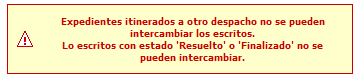 Expedientes itinerados a otro despacho no se pueden
intercambiar los escritos.
Lo escritos con estado 'Resuelto' o 'Finalizado' no se
pueden intercambiar.